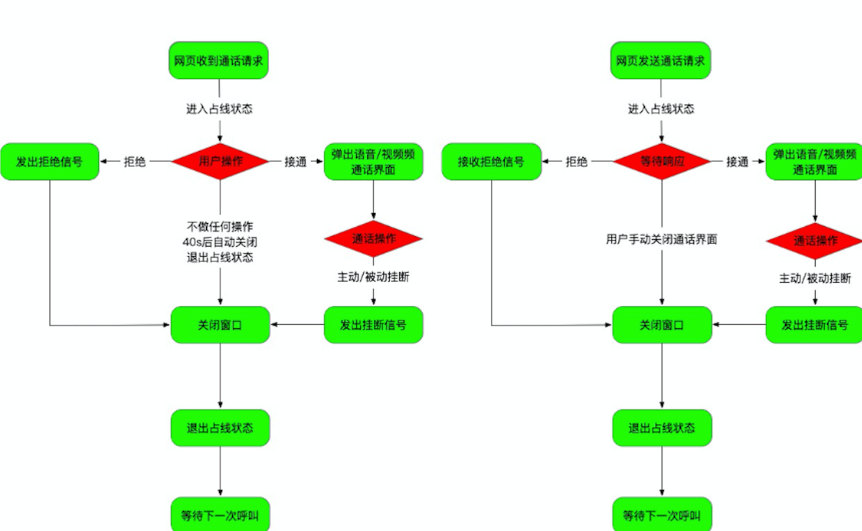 网页收到通话请求
进入占线状态
发出拒绝信号
拒绝
用户操作
接通
弹出语音/视频频
通话界面
不做任何操作
40s后自动关闭
退出占线状态
通话操作
主动/被动挂断
关闭窗口
发出挂断信号
退出占线状态
等待下一次呼叫
网页发送通话请求
进入占线状态
接收拒绝信号
拒绝
等待响应
接通
弹出语音/视频频
通话界面
用户手动关闭通话界面
通话操作
主动/被动挂断
关闭窗口
发出挂断信号
退出占线状态
等待下一次呼叫